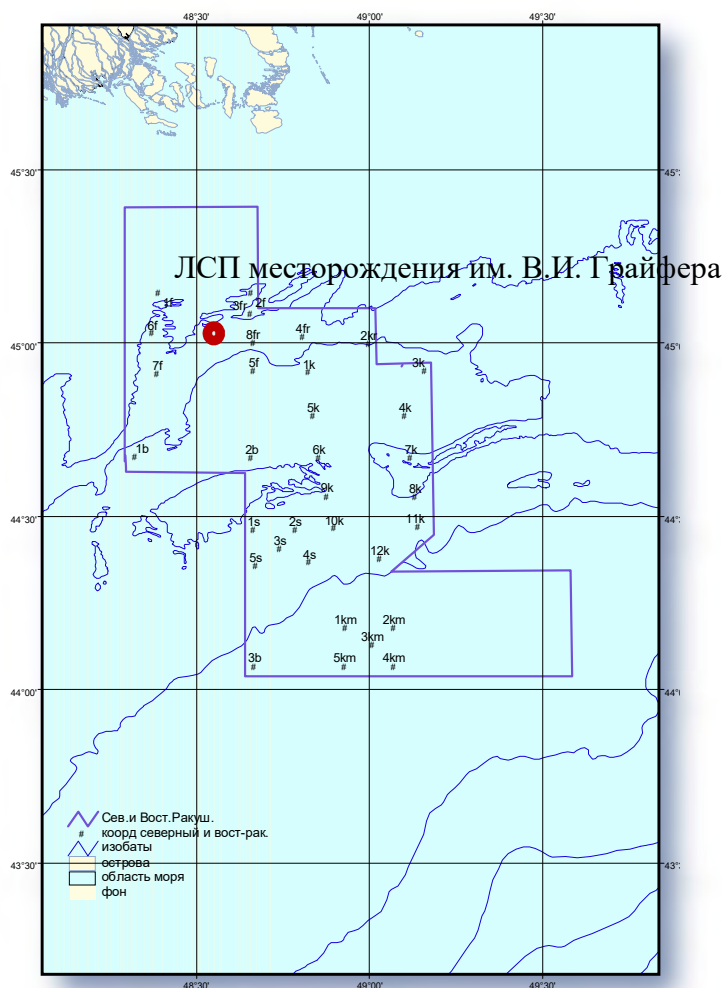 48°30' 49°00' 49°30'
45°30'
ЛСП месторождения им. В.И. Грайфера
1f 3fr 2f
6f 8fr 4fr 2kr
45°00'
7f 5f 1k 3k
5k 4k
1b 2b 6k 7k
9k 8k
44°30'
1s 2s 10k 11k
3s
5s 4s 12k
1km 2km
3km
3b 5km 4km
44°00'
43°30'
Сев.и Вост.Ракуш.
# коорд северный и вост-рак.
изобаты
острова
область моря
фон
48°30' 49°00' 49°30'